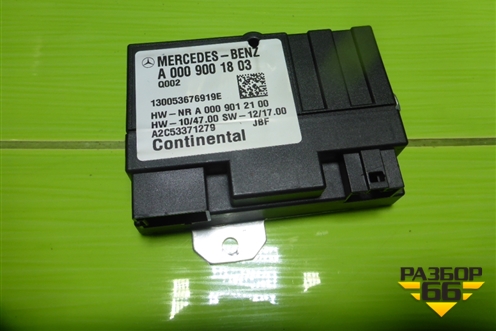 MERCEDES-BENZ
A 000 900 18 03
Q002
130053676919E
HW-NR A 000 901 21 00
HW-10/47.00 SW-12/17.00
A2C53371279 JBF
Continental
РАЗБОР
66